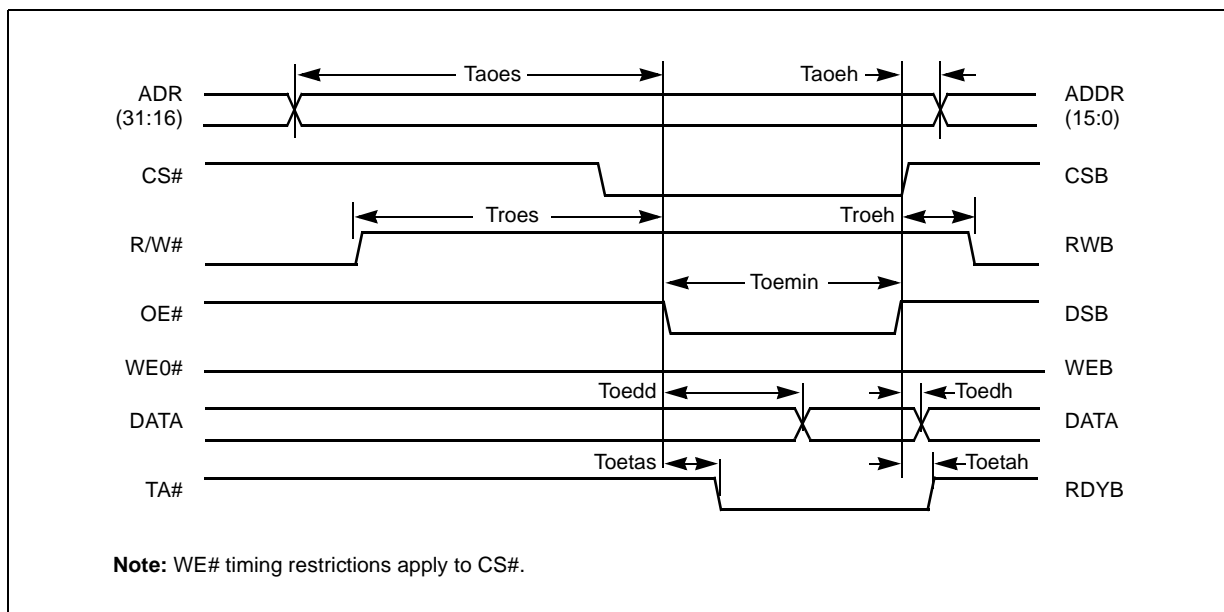 Taoes
Taoeh
ADR
(31:16)
ADDR
(15:0)
CS#
CSB
Troes
Troeh
R/W#
RWB
Toemin
OE#
DSB
WE0#
WEB
Toedd
Toedh
DATA
DATA
Toetas
Toetah
TA#
RDYB
Note: WE# timing restrictions apply to CS#.